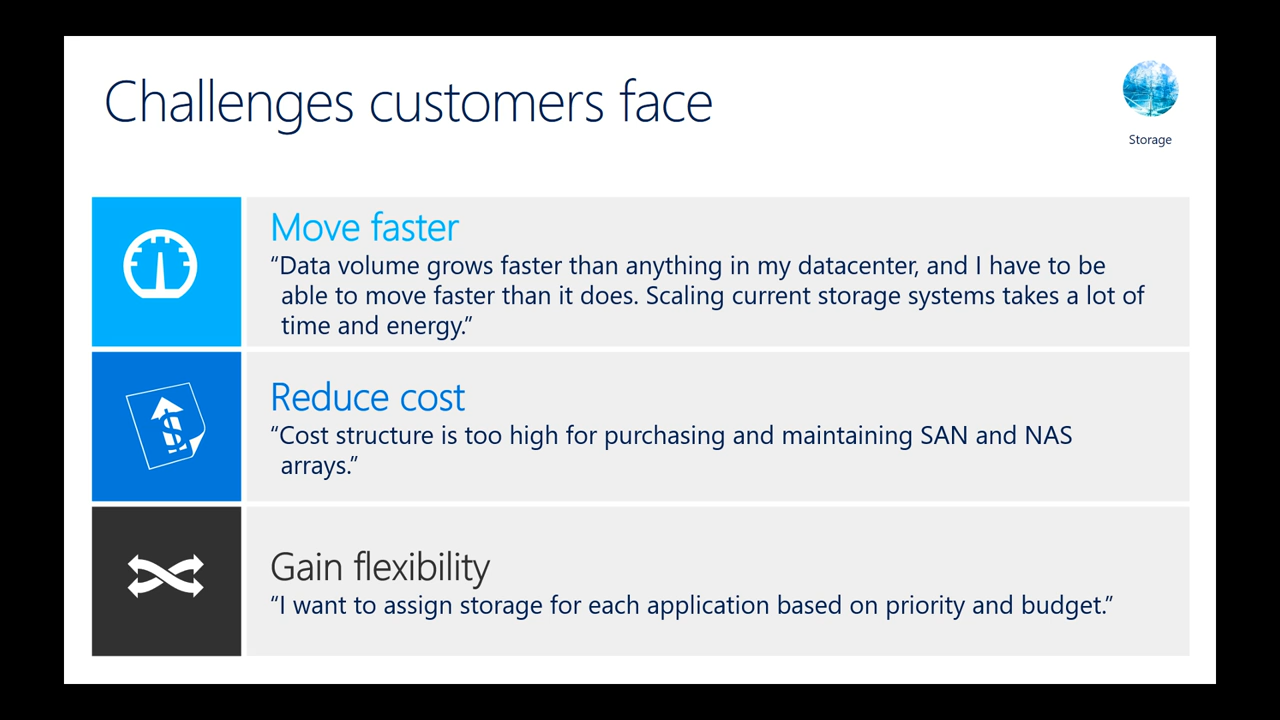 Challenges customers face
Storage
Move faster
“Data volume grows faster than anything in my datacenter, and I have to be
able to move faster than it does. Scaling current storage systems takes a lot of
time and energy.”
Reduce cost
“Cost structure is too high for purchasing and maintaining SAN and NAS
arrays.”
Gain flexibility
“I want to assign storage for each application based on priority and budget.”